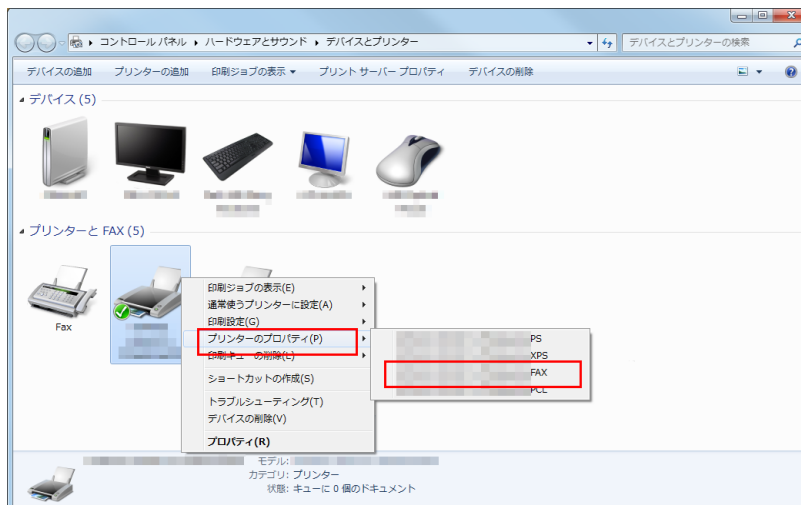 コントロール パネル ▸ ハードウェアとサウンド ▸ デバイスとプリンター
デバイスとプリンターの検索
デバイスの追加 プリンターの追加 印刷ジョブの表示 プリント サーバー プロパティ デバイスの削除
デバイス (5)
プリンターと FAX (5)
Fax
印刷ジョブの表示(E)
通常使うプリンターに設定(A)
印刷設定(G)
プリンターのプロパティ(P)
印刷キューの削除(L)
ショートカットの作成(S)
トラブルシューティング(T)
デバイスの削除(V)
プロパティ(R)
PS
XPS
FAX
PCL
モデル:
カテゴリ: プリンター
状態: キューに 0 個のドキュメント